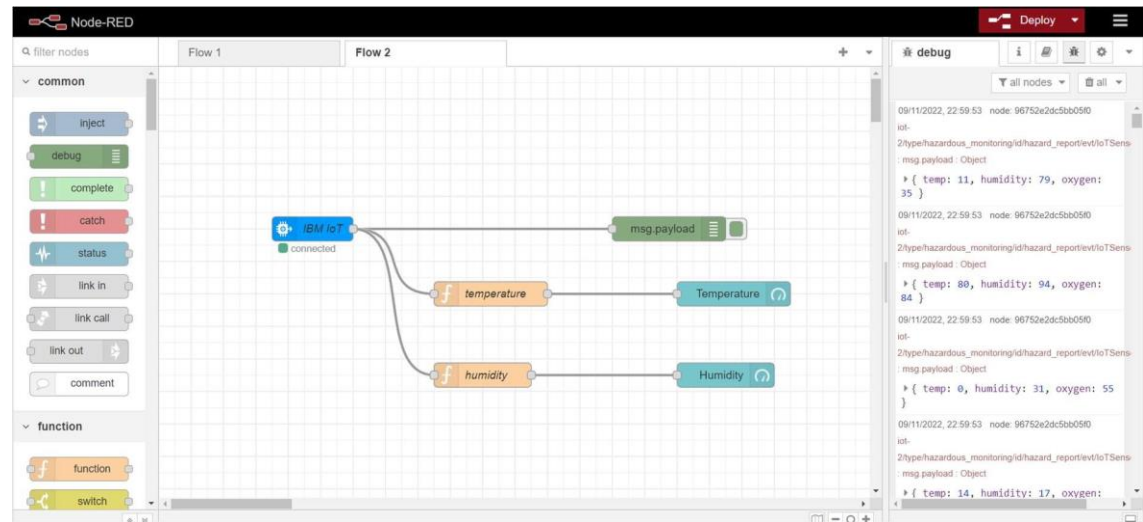 Node-RED
Deploy
filter nodes
Flow 1
Flow 2
debug
i
all nodes
all
common
inject
debug
complete
catch
status
link in
link call
link out
comment
function
function
switch
IBM IoT
connected
msg.payload
temperature
Temperature
humidity
Humidity
09/11/2022, 22:59:53 node: 96752e2dc5bb05f0
iot-
2/type/hazardous_monitoring/id/hazard_report/evt/IoTSens
: msg.payload : Object
{ temp: 11, humidity: 79, oxygen:
35 }
09/11/2022, 22:59:53 node: 96752e2dc5bb05f0
iot-
2/type/hazardous_monitoring/id/hazard_report/evt/IoTSens
: msg.payload : Object
{ temp: 80, humidity: 94, oxygen:
84 }
09/11/2022, 22:59:53 node: 96752e2dc5bb05f0
iot-
2/type/hazardous_monitoring/id/hazard_report/evt/IoTSens
: msg.payload : Object
{ temp: 0, humidity: 31, oxygen: 55
}
09/11/2022, 22:59:53 node: 96752e2dc5bb05f0
iot-
2/type/hazardous_monitoring/id/hazard_report/evt/IoTSens
: msg.payload : Object
{ temp: 14, humidity: 17, oxygen: